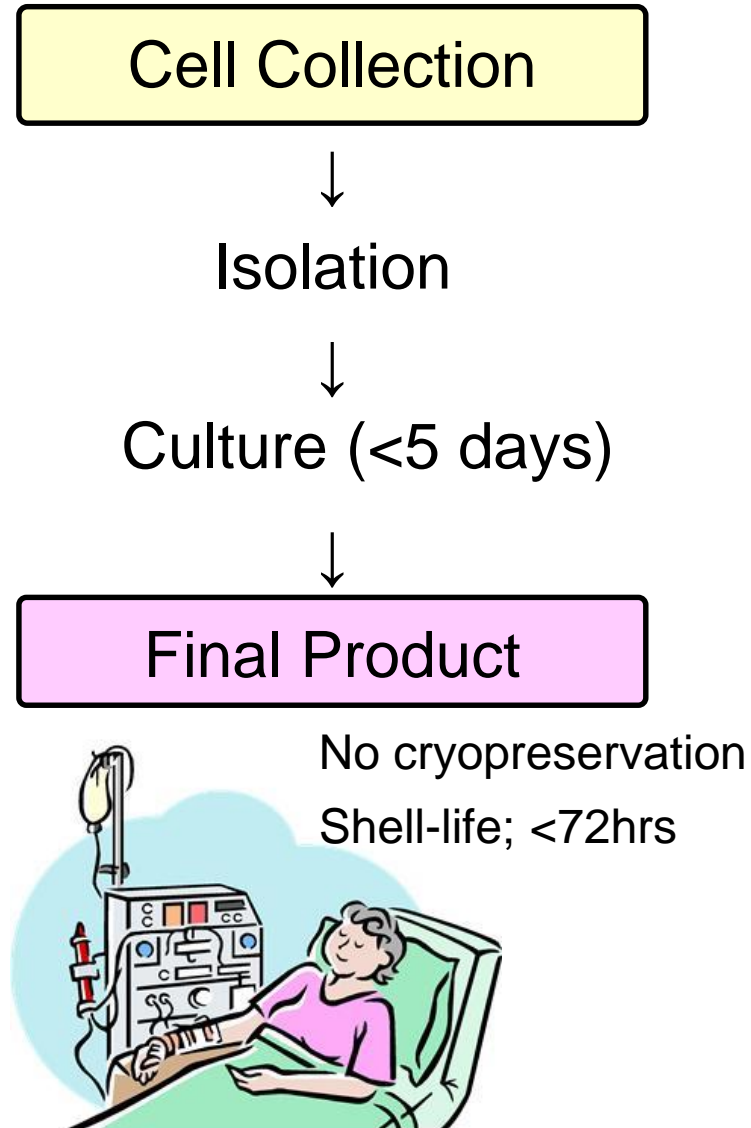 Cell Collection
↓
Isolation
↓
Culture (<5 days)
↓
Final Product
No cryopreservation
Shell-life; <72hrs